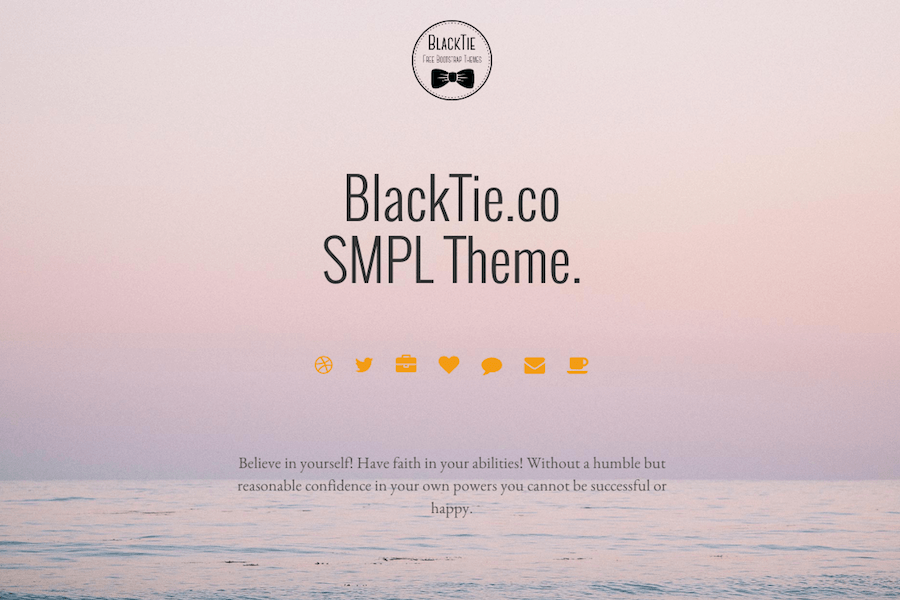 BlackTie
Free Bootstrap Themes
BlackTie.co
SMPL Theme.
Believe in yourself! Have faith in your abilities! Without a humble but
reasonable confidence in your own powers you cannot be successful or
happy.